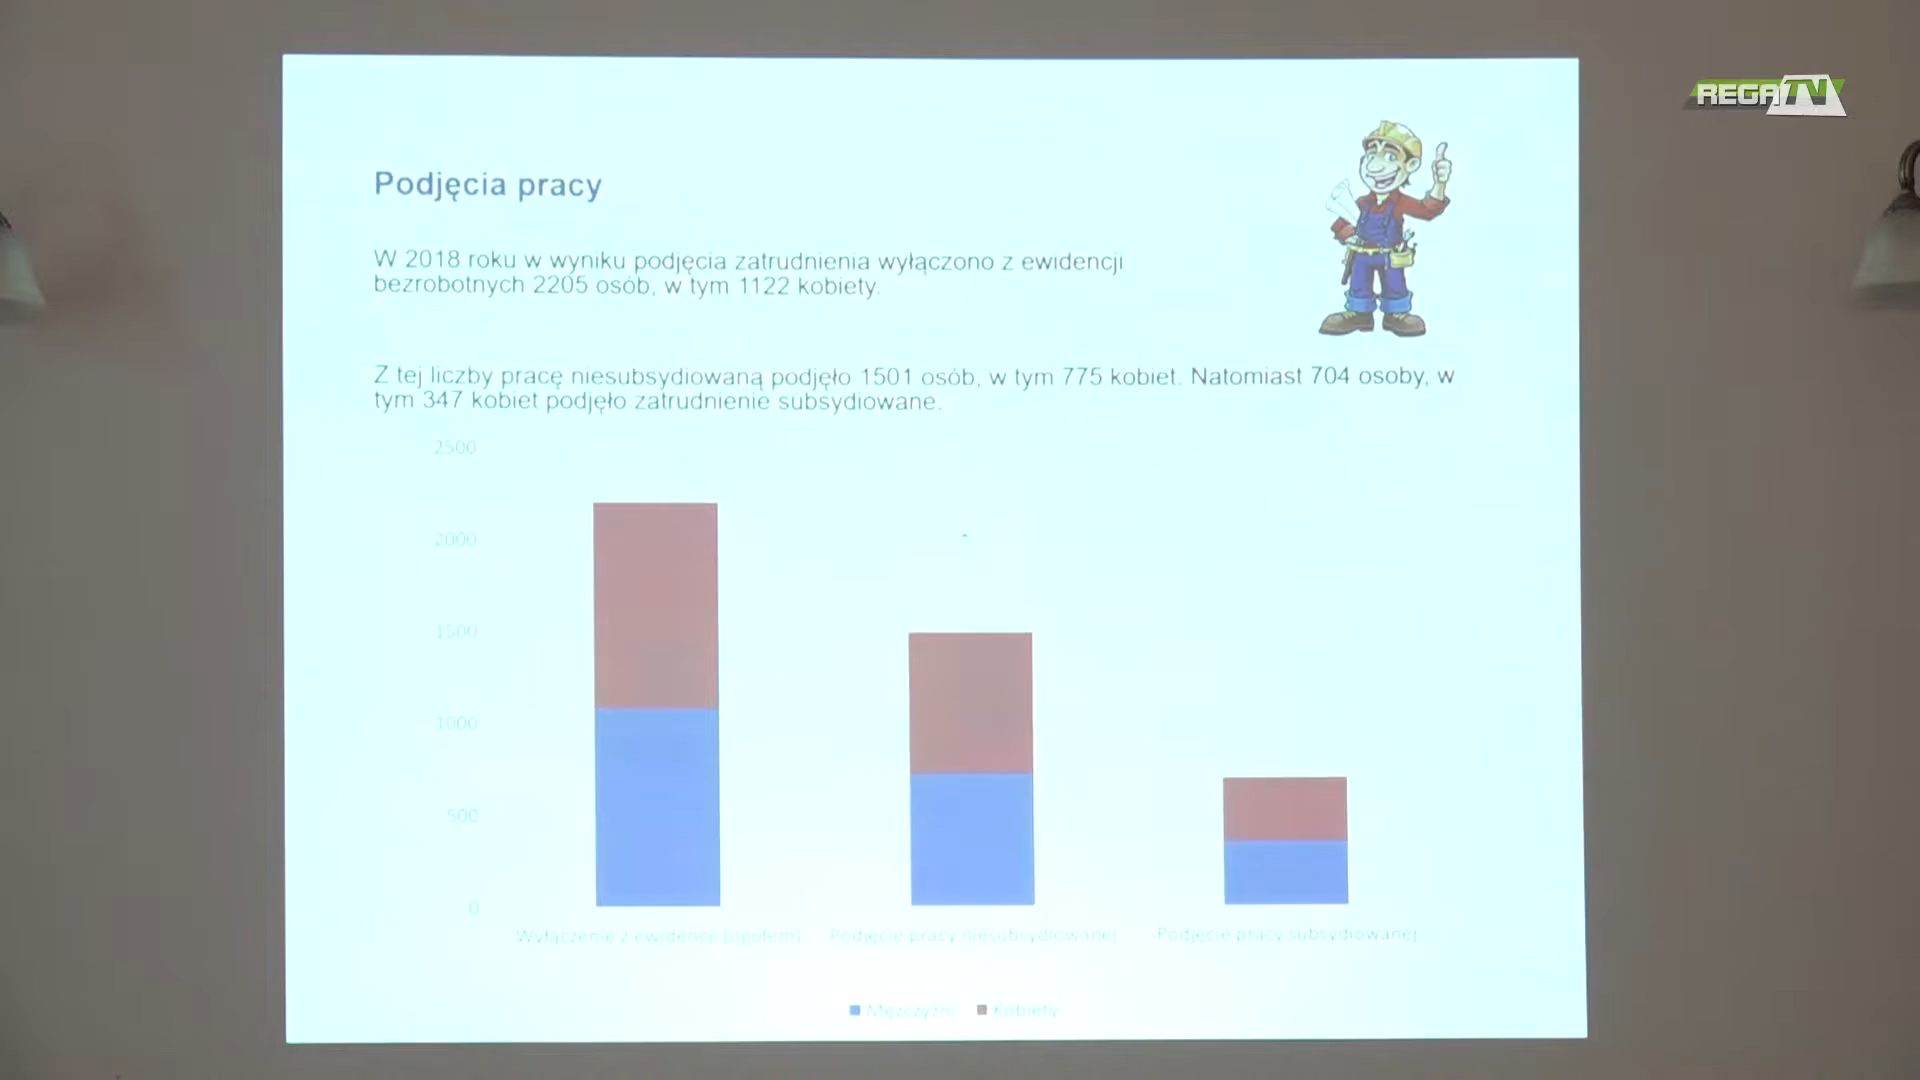 REGA TV
Podjęcia pracy
W 2018 roku w wyniku podjęcia zatrudnienia wyłączono z ewidencji
bezrobotnych 2205 osób, w tym 1122 kobiety.
Z tej liczby pracę niesubsydiowaną podjęło 1501 osób, w tym 775 kobiet. Natomiast 704 osoby, w
tym 347 kobiet podjęło zatrudnienie subsydiowane.
2500
2000
1500
1000
500
0
Wyłączenie z ewidencji (ogółem)
Podjęcie pracy niesubsydiowanej
Podjęcie pracy subsydiowanej
Mężczyźni
Kobiety